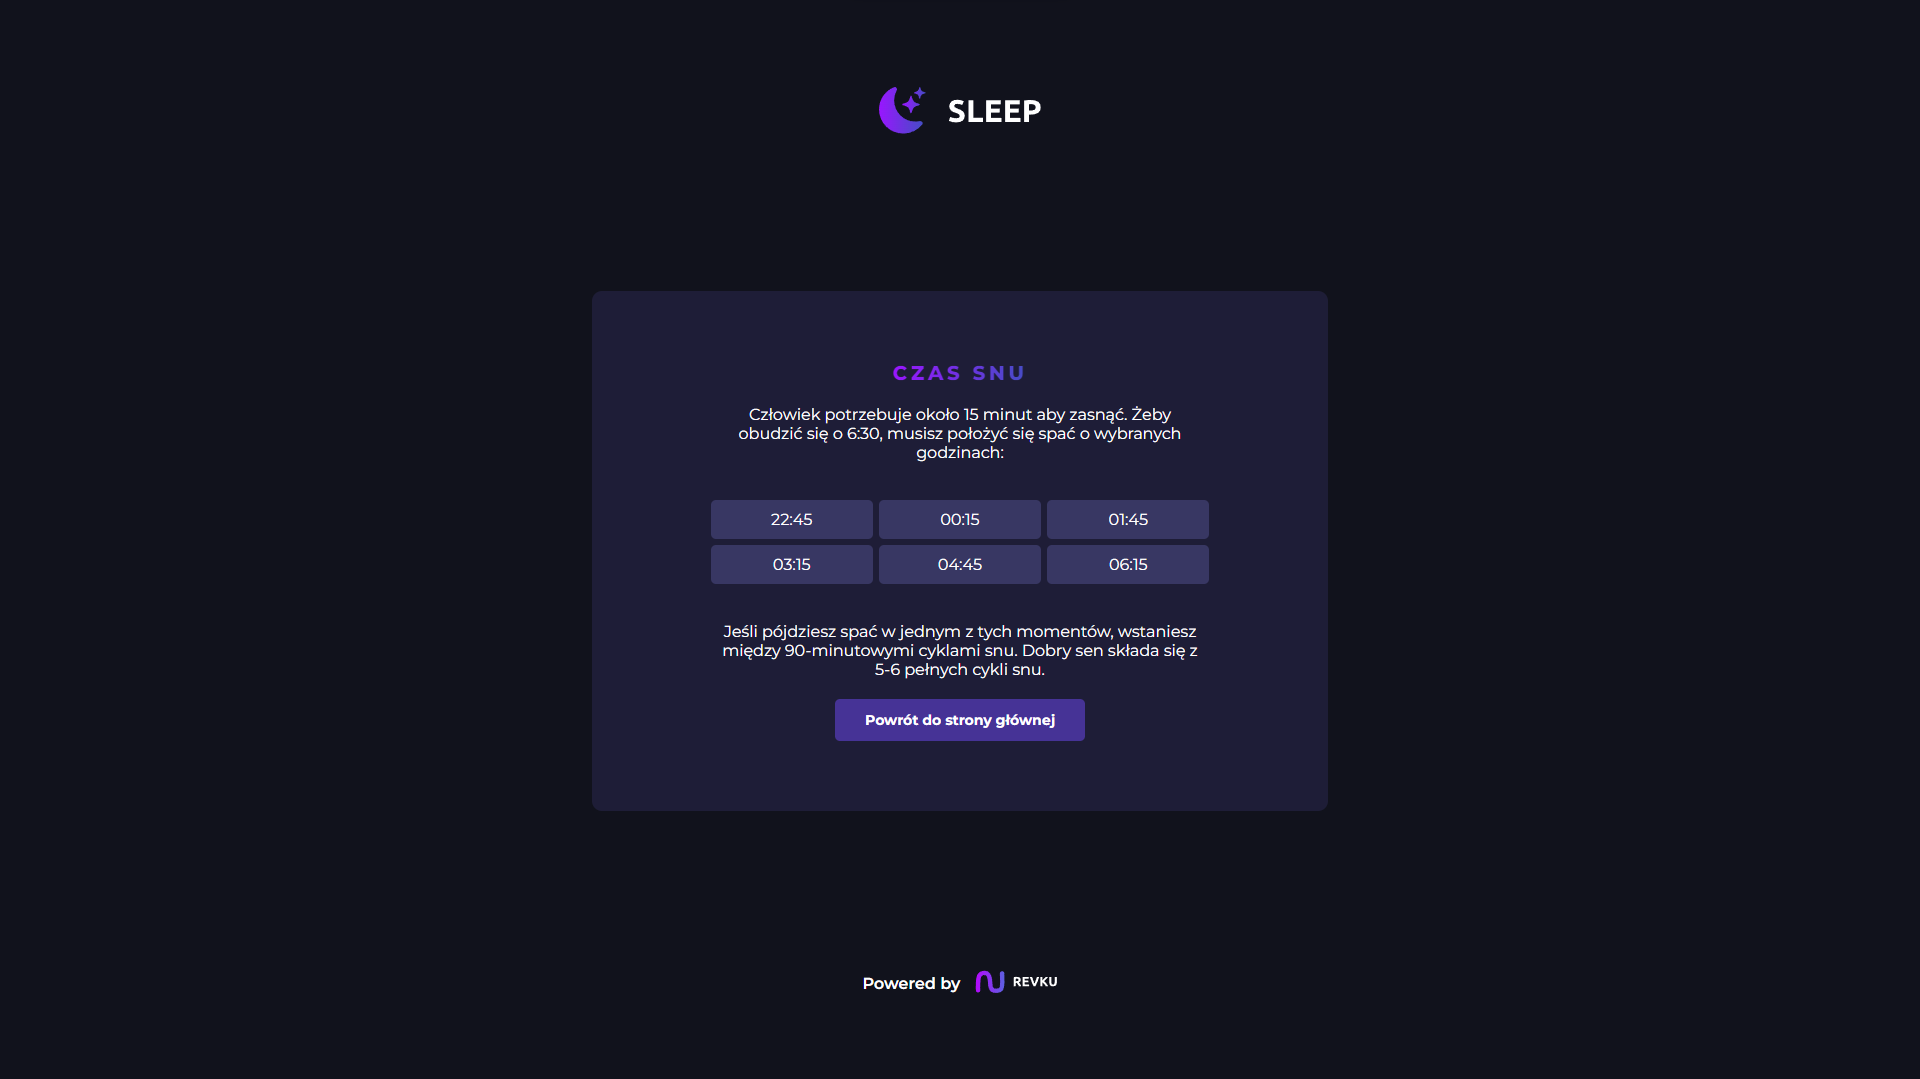 SLEEP
CZAS SNU
Człowiek potrzebuje około 15 minut aby zasnąć. Żeby
obudzić się o 6:30, musisz położyć się spać o wybranych
godzinach:
22:45 00:15 01:45
03:15 04:45 06:15
Jeśli pójdziesz spać w jednym z tych momentów, wstaniesz
między 90-minutowymi cyklami snu. Dobry sen składa się z
5-6 pełnych cykli snu.
Powrót do strony głównej
Powered by REVKU